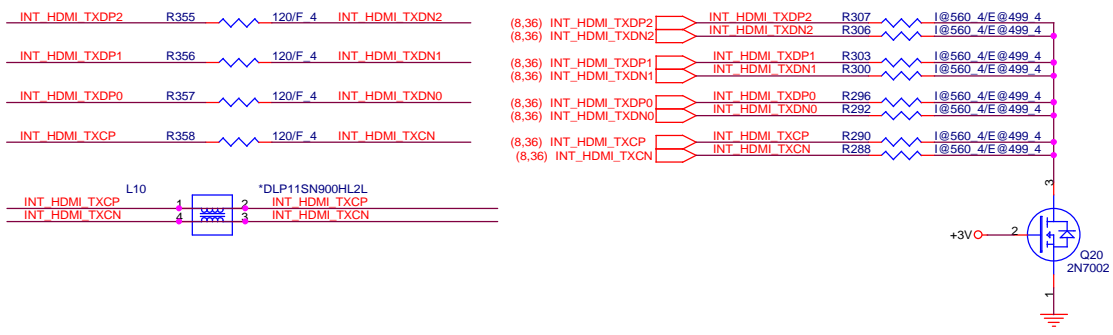 INT_HDMI_TXDP2 R355 120/F_4 INT_HDMI_TXDN2
INT_HDMI_TXDP1 R356 120/F_4 INT_HDMI_TXDN1
INT_HDMI_TXDP0 R357 120/F_4 INT_HDMI_TXDN0
INT_HDMI_TXCP R358 120/F_4 INT_HDMI_TXCN
L10 *DLP11SN900HL2L
INT_HDMI_TXCP 1 2 INT_HDMI_TXCP
INT_HDMI_TXCN 4 3 INT_HDMI_TXCN
(8,36) INT_HDMI_TXDP2 INT_HDMI_TXDP2 R307 I@560_4/E@499_4
(8,36) INT_HDMI_TXDN2 INT_HDMI_TXDN2 R306 I@560_4/E@499_4
(8,36) INT_HDMI_TXDP1 INT_HDMI_TXDP1 R303 I@560_4/E@499_4
(8,36) INT_HDMI_TXDN1 INT_HDMI_TXDN1 R300 I@560_4/E@499_4
(8,36) INT_HDMI_TXDP0 INT_HDMI_TXDP0 R296 I@560_4/E@499_4
(8,36) INT_HDMI_TXDN0 INT_HDMI_TXDN0 R292 I@560_4/E@499_4
(8,36) INT_HDMI_TXCP INT_HDMI_TXCP R290 I@560_4/E@499_4
(8,36) INT_HDMI_TXCN INT_HDMI_TXCN R288 I@560_4/E@499_4
3
+3V 2
Q20
2N7002
1